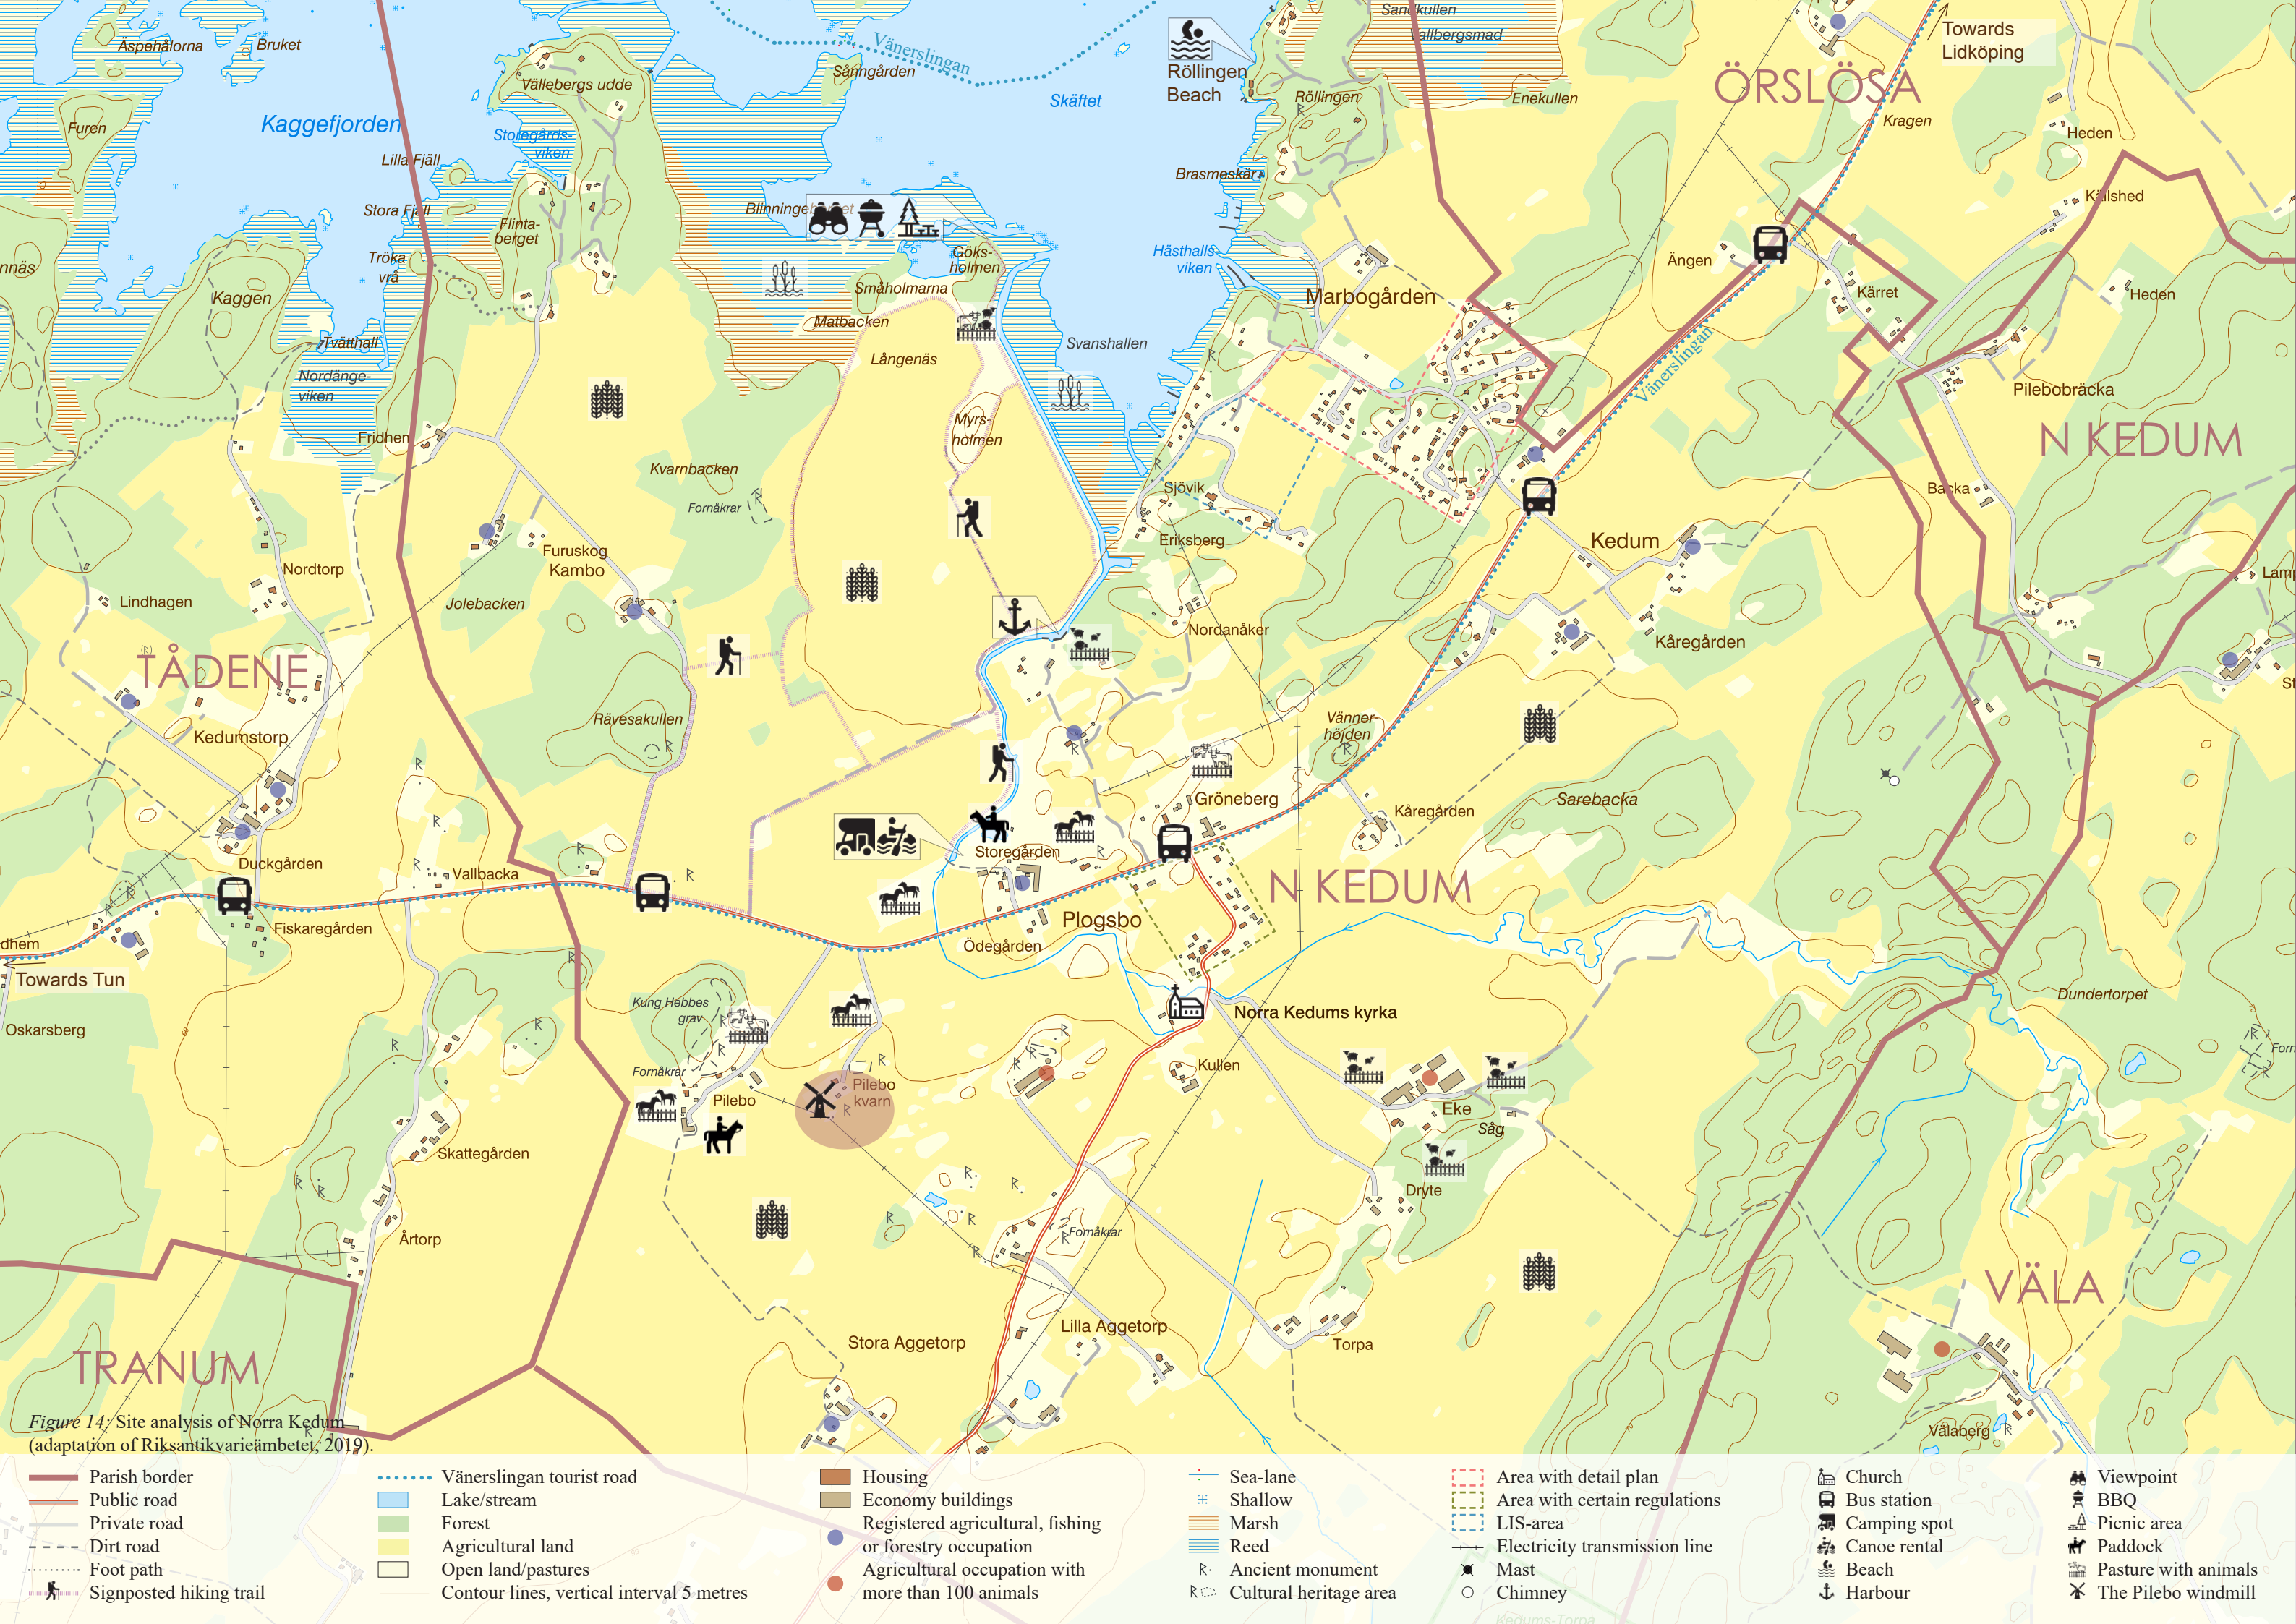 Äspehålorna
Bruket
Furen
Kaggefjorden
Vällebergs udde
Storegårds-
viken
Sånngården
Vänerslingan
Skäftet
Röllingen
Beach
Röllingen
Sandkullen
Vallbergsmad
Enekullen
ÖRSLÖSA
Towards
Lidköping
Kragen
Heden
Källshed
Lilla Fjäll
Stora Fjäll
Tröka
vrå
Flinta-
berget
Kaggen
Tvätthall
Nordänge-
viken
Fridhen
Göks-
holmen
Småholmarna
Matbacken
Långenäs
Svanshallen
Myrs-
holmen
Brasmeskär
Hästhalls-
viken
Marbogården
Ängen
Kärret
Heden
Vänerslingan
Pilebobräcka
N KEDUM
Backa
Kvarnbacken
Fornåkrar
Sjövik
Eriksberg
Kedum
Furuskog
Kambo
Nordtorp
Lindhagen
Jolebacken
Nordanåker
Kåregården
TÅDENE
(R)
Kedumstorp
Rävesakullen
Vänner-
höjden
Gröneberg
Sarebacka
Kåregården
Duckgården
Vallbacka
Storegården
Fiskaregården
Plogsbo
N KEDUM
Ödegården
Towards Tun
Oskarsberg
Kung Hebbes
grav
Norra Kedums kyrka
Dundertorpet
Fornåkrar
Pilebo
Pilebo
kvarn
Kullen
Eke
Såg
Skattegården
Dryte
Årtorp
Fornåkrar
VÄLA
Stora Aggetorp
Lilla Aggetorp
Torpa
TRANUM
Välaberg
Figure 14: Site analysis of Norra Kedum
(adaptation of Riksantikvarieämbetet, 2019).
Parish border
Public road
Private road
Dirt road
Foot path
Signposted hiking trail
Vänerslingan tourist road
Lake/stream
Forest
Agricultural land
Open land/pastures
Contour lines, vertical interval 5 metres
Housing
Economy buildings
Registered agricultural, fishing
or forestry occupation
Agricultural occupation with
more than 100 animals
Sea-lane
Shallow
Marsh
Reed
Ancient monument
Cultural heritage area
Area with detail plan
Area with certain regulations
LIS-area
Electricity transmission line
Mast
Chimney
Church
Bus station
Camping spot
Canoe rental
Beach
Harbour
Viewpoint
BBQ
Picnic area
Paddock
Pasture with animals
The Pilebo windmill
Kedums-Torpa